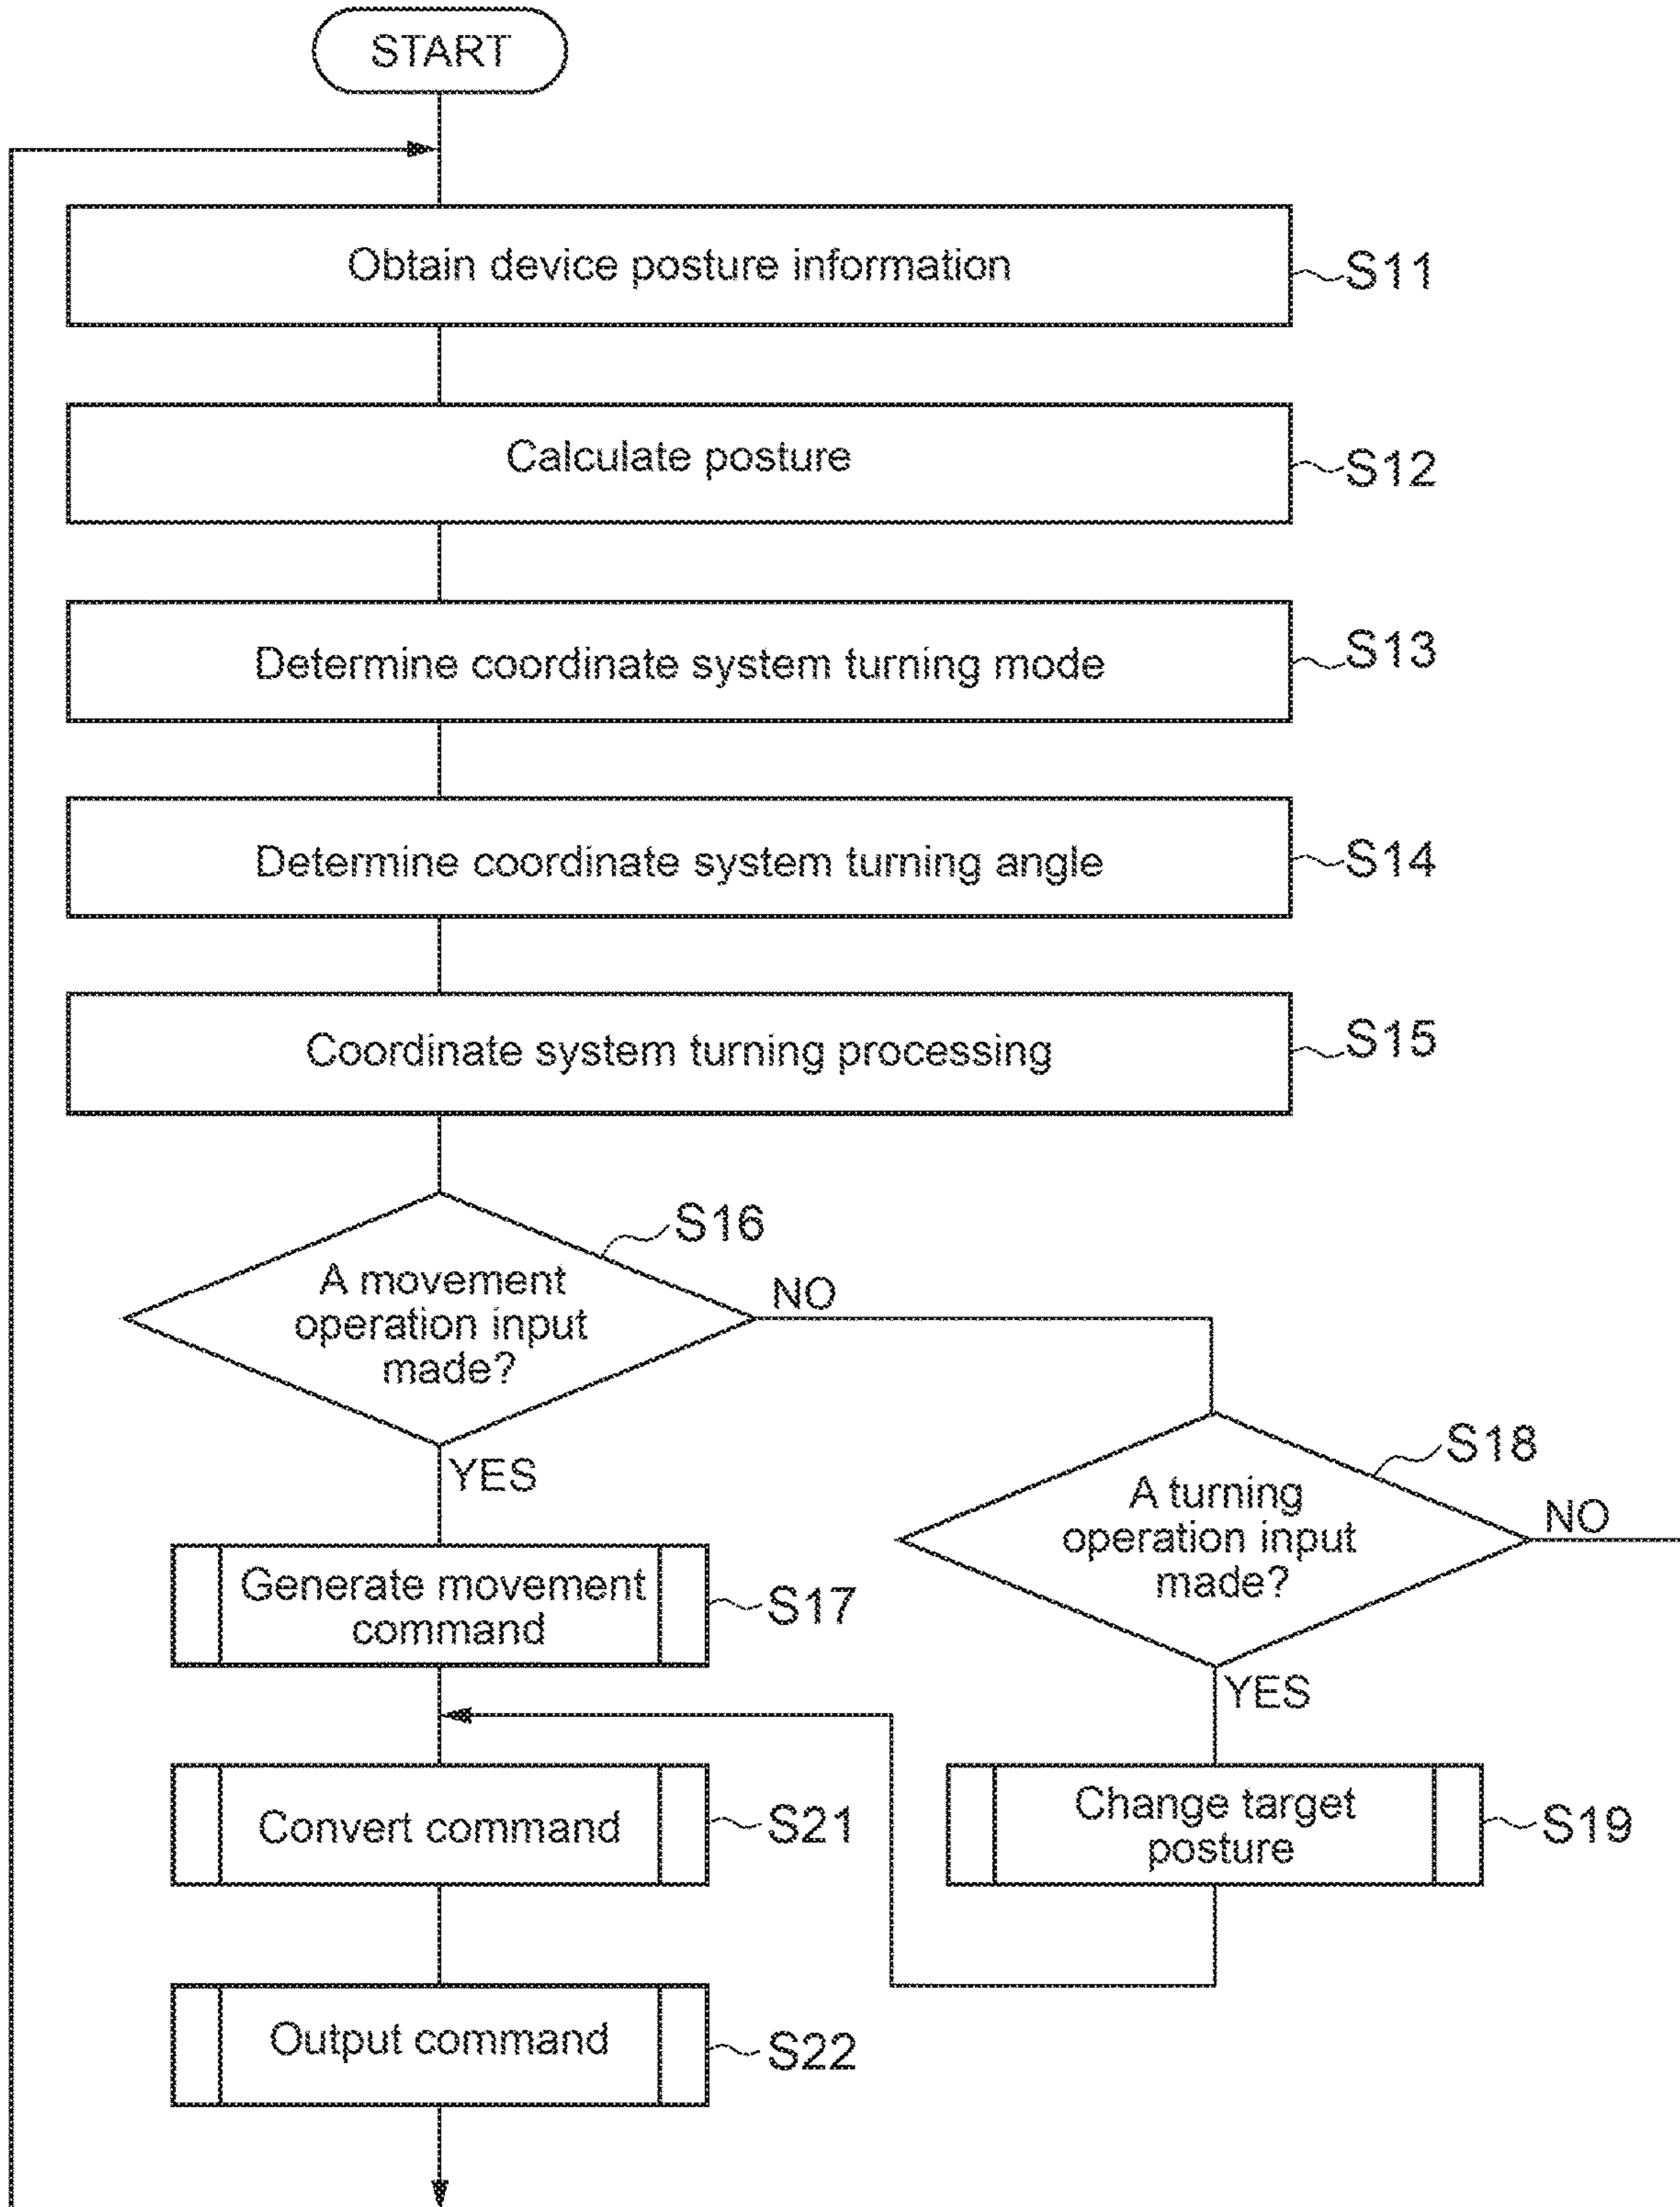 START
Obtain device posture information
S11
Calculate posture
S12
Determine coordinate system turning mode
S13
Determine coordinate system turning angle
S14
Coordinate system turning processing
S15
S16
A movement
operation input
made?
NO
YES
S18
A turning
operation input
made?
NO
YES
Generate movement
command
S17
Change target
posture
S19
Convert command
S21
Output command
S22